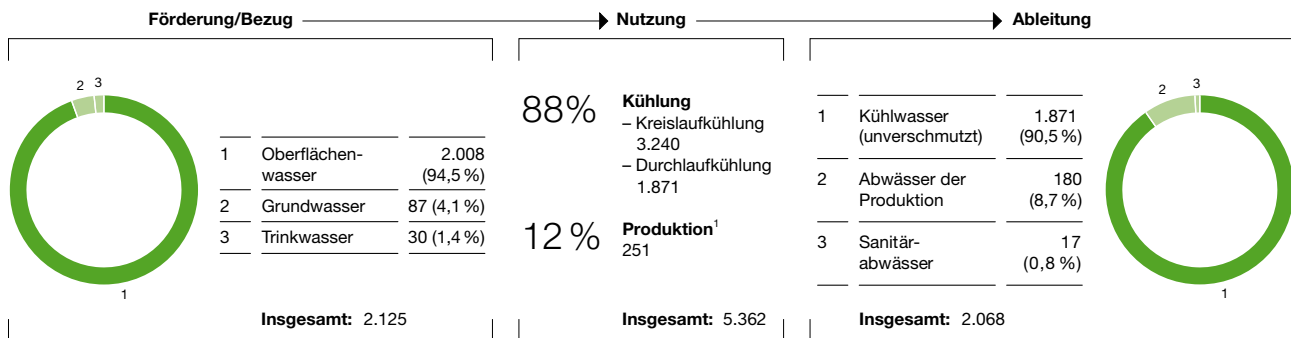 Förderung/Bezug
Nutzung
Ableitung
2 3
1
1 Oberflächen- 2.008
wasser (94,5 %)
2 Grundwasser 87 (4,1 %)
3 Trinkwasser 30 (1,4 %)
Insgesamt: 2.125
88%
Kühlung
– Kreislaufkühlung
3.240
– Durchlaufkühlung
1.871
12 %
Produktion¹
251
Insgesamt: 5.362
1 Kühlwasser 1.871
(unverschmutzt) (90,5 %)
2 Abwässer der 180
Produktion (8,7 %)
3 Sanitär- 17
abwässer (0,8 %)
Insgesamt: 2.068
2 3
1